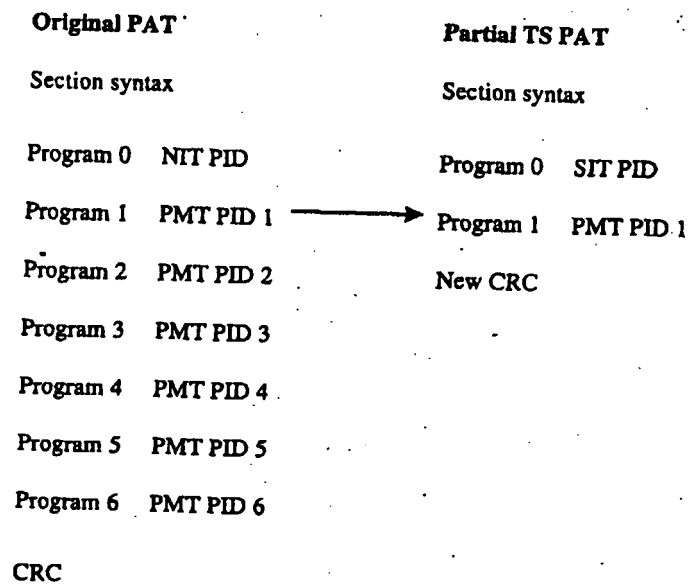 Original PAT
Section syntax
Program 0 NIT PID
Program 1 PMT PID 1
Program 2 PMT PID 2
Program 3 PMT PID 3
Program 4 PMT PID 4
Program 5 PMT PID 5
Program 6 PMT PID 6
CRC
Partial TS PAT
Section syntax
Program 0 SIT PID
Program 1 PMT PID 1
New CRC